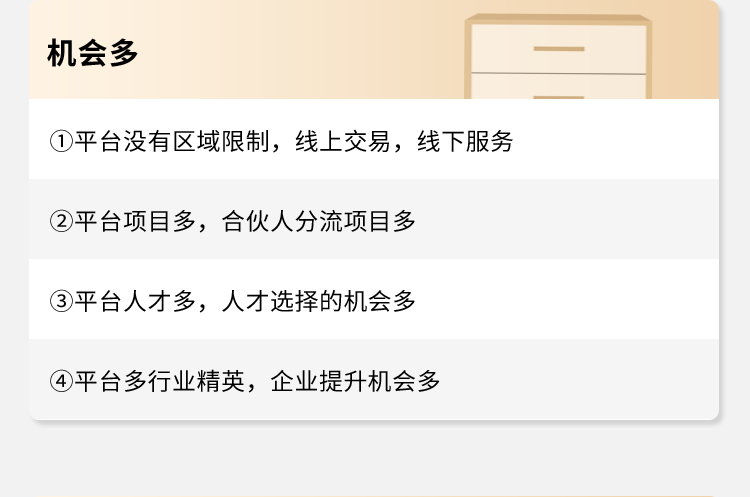 机会多
①平台没有区域限制，线上交易，线下服务
②平台项目多，合伙人分流项目多
③平台人才多，人才选择的机会多
④平台多行业精英，企业提升机会多